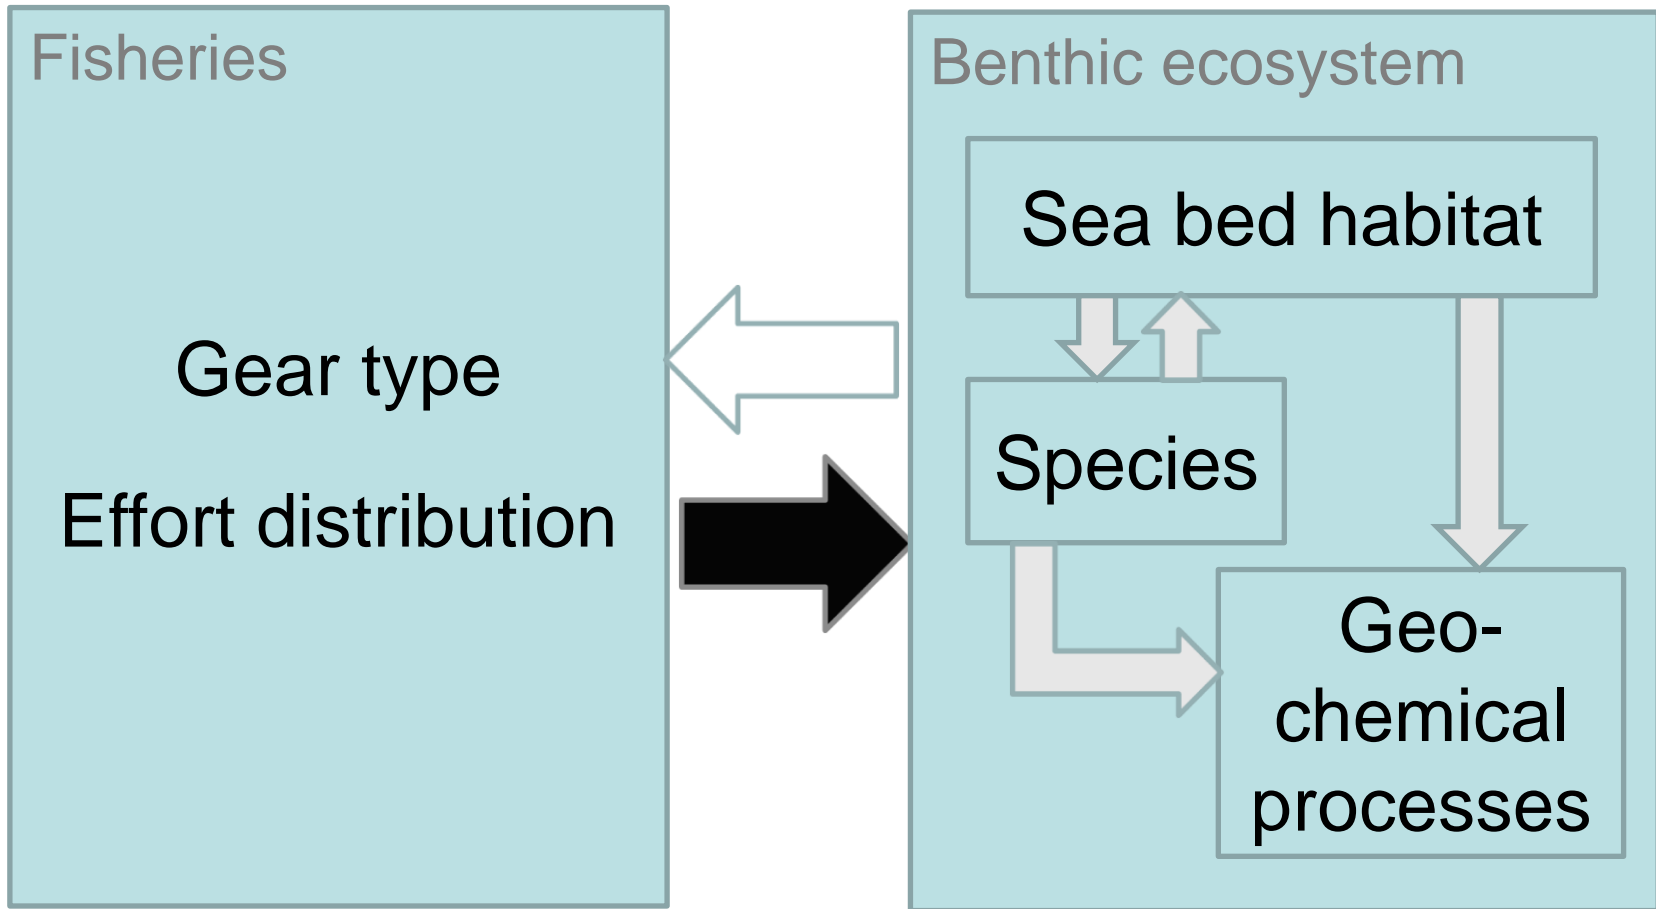 Fisheries
Gear type
Effort distribution
Benthic ecosystem
Sea bed habitat
Species
Geo-
chemical
processes